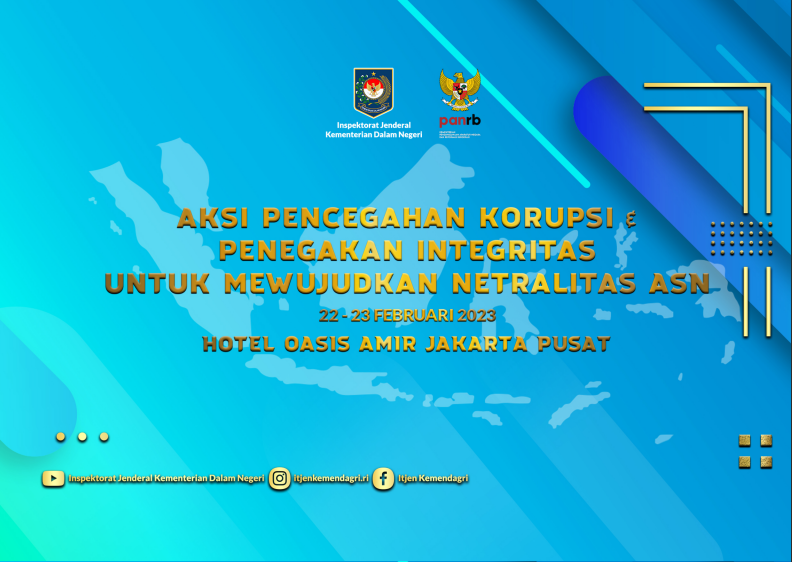 Inspektorat Jenderal
Kementerian Dalam Negeri
panrb
AKSI PENCEGAHAN KORUPSI &
PENEGAKAN INTEGRITAS
UNTUK MEWUJUDKAN NETRALITAS ASN
22 - 23 FEBRUARI 2023
HOTEL OASIS AMIR JAKARTA PUSAT
Inspektorat Jenderal Kementerian Dalam Negeri
itjenkemendagri.ri
Itjen Kemendagri